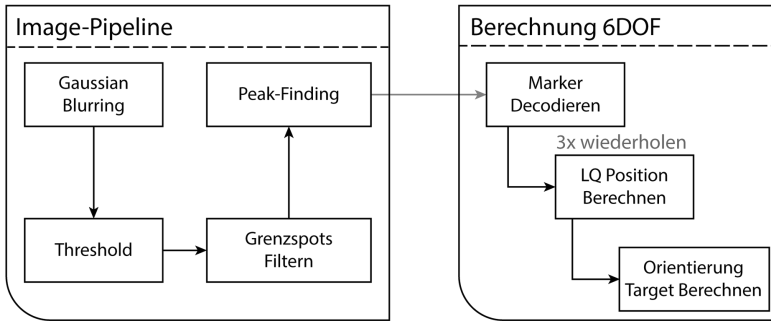 Image-Pipeline
Gaussian
Blurring
Threshold
Grenzspots
Filtern
Peak-Finding
Berechnung 6DOF
Marker
Decodieren
3x wiederholen
LQ Position
Berechnen
Orientierung
Target Berechnen